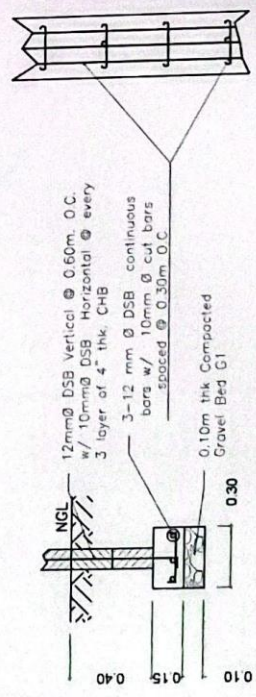 12mmØ DSB Vertical @ 0.60m. O.C.
w/ 10mmØ DSB Horizontal @ every
3 layer of 4" thk. CHB
3-12 mm Ø DSB continuous
bars w/ 10mm Ø cut bars
spaced @ 0.30m O.C.
0.10m thk Compacted
Gravel Bed G1
NGL
0.40
0.15
0.10
0.30